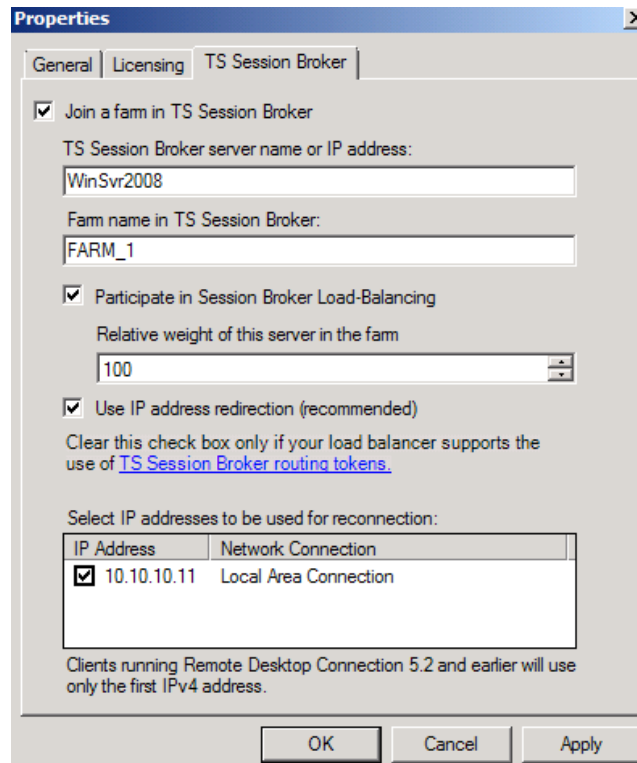 Properties
General
Licensing
TS Session Broker
Join a farm in TS Session Broker
TS Session Broker server name or IP address:
WinSvr2008
Farm name in TS Session Broker:
FARM_1
Participate in Session Broker Load-Balancing
Relative weight of this server in the farm
100
Use IP address redirection (recommended)
Clear this check box only if your load balancer supports the
use of TS Session Broker routing tokens.
Select IP addresses to be used for reconnection:
IP Address Network Connection
10.10.10.11 Local Area Connection
Clients running Remote Desktop Connection 5.2 and earlier will use
only the first IPv4 address.
OK Cancel Apply